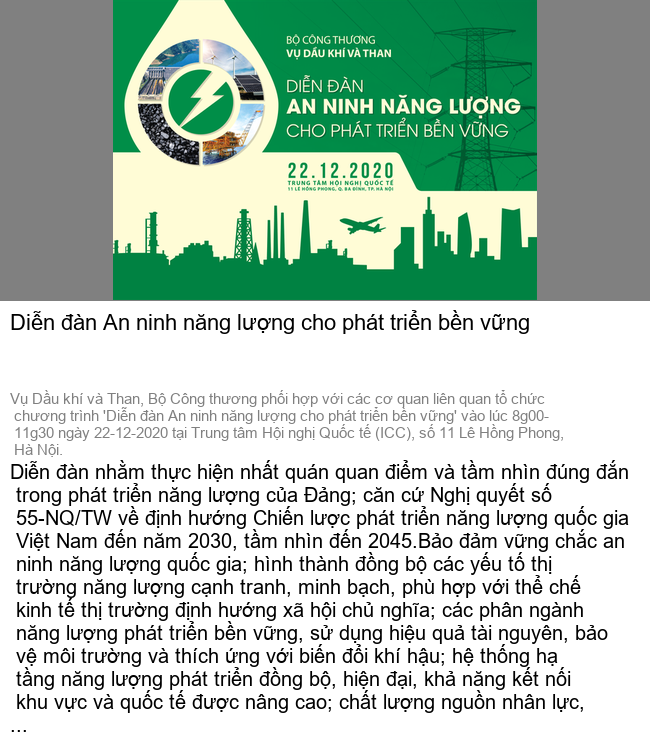 BỘ CÔNG THƯƠNG
VỤ DẦU KHÍ VÀ THAN
DIỄN ĐÀN
AN NINH NĂNG LƯỢNG
CHO PHÁT TRIỂN BỀN VỮNG
22.12.2020
TRUNG TÂM HỘI NGHỊ QUỐC TẾ
11 LÊ HỒNG PHONG, Q. BA ĐÌNH, TP. HÀ NỘI
Diễn đàn An ninh năng lượng cho phát triển bền vững
Vụ Dầu khí và Than, Bộ Công thương phối hợp với các cơ quan liên quan tổ chức
chương trình 'Diễn đàn An ninh năng lượng cho phát triển bền vững' vào lúc 8g00-
11g30 ngày 22-12-2020 tại Trung tâm Hội nghị Quốc tế (ICC), số 11 Lê Hồng Phong,
Hà Nội.
Diễn đàn nhằm thực hiện nhất quán quan điểm và tầm nhìn đúng đắn
trong phát triển năng lượng của Đảng; căn cứ Nghị quyết số
55-NQ/TW về định hướng Chiến lược phát triển năng lượng quốc gia
Việt Nam đến năm 2030, tầm nhìn đến 2045.Bảo đảm vững chắc an
ninh năng lượng quốc gia; hình thành đồng bộ các yếu tố thị
trường năng lượng cạnh tranh, minh bạch, phù hợp với thể chế
kinh tế thị trường định hướng xã hội chủ nghĩa; các phân ngành
năng lượng phát triển bền vững, sử dụng hiệu quả tài nguyên, bảo
vệ môi trường và thích ứng với biến đổi khí hậu; hệ thống hạ
tầng năng lượng phát triển đồng bộ, hiện đại, khả năng kết nối
khu vực và quốc tế được nâng cao; chất lượng nguồn nhân lực,
...